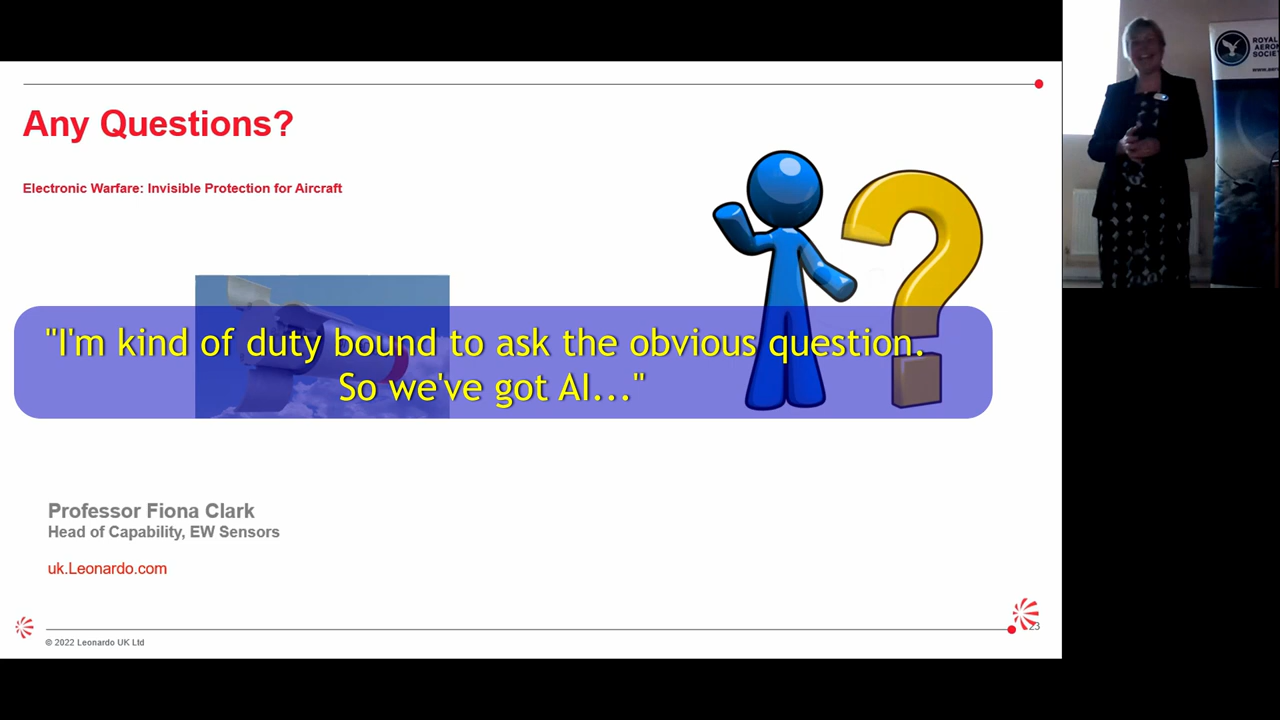 Any Questions?
Electronic Warfare: Invisible Protection for Aircraft
"I'm kind of duty bound to ask the obvious question.
So we've got AI..."
Professor Fiona Clark
Head of Capability, EW Sensors
uk.Leonardo.com
© 2022 Leonardo UK Ltd
23
ROYAL
SOCIE